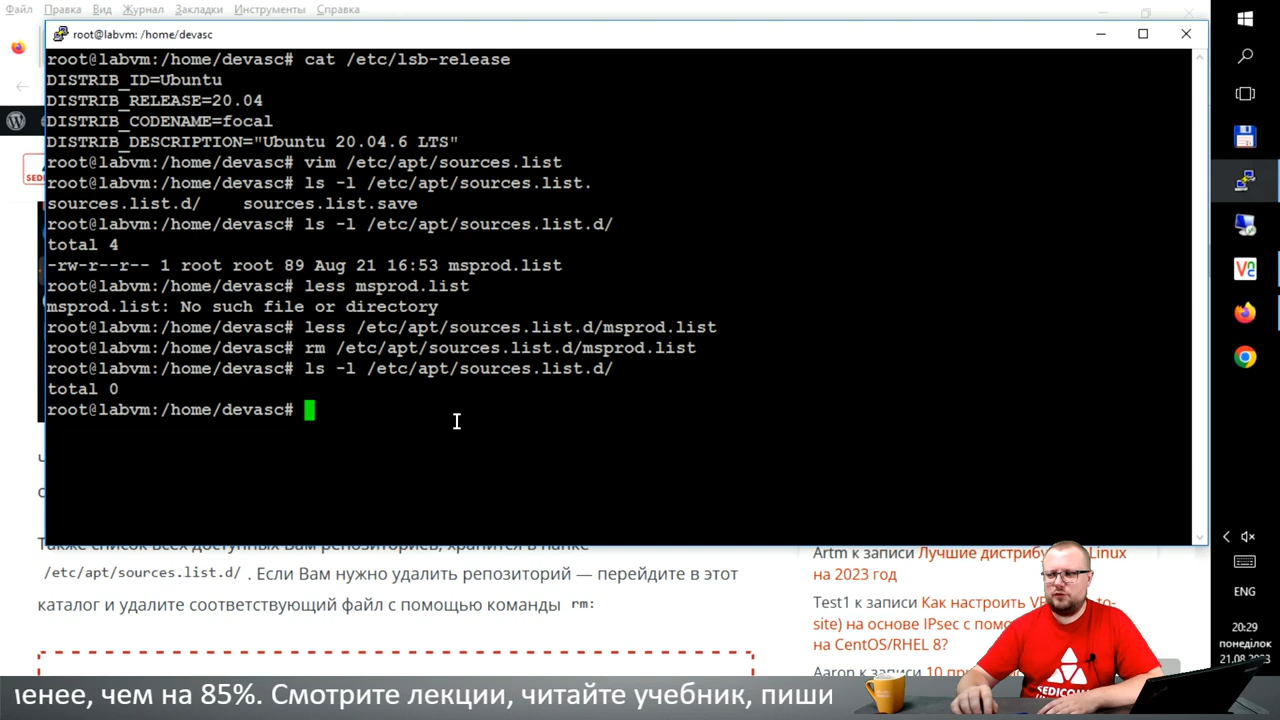 Файл Правка Вид Журнал Закладки Инструменты Справка
root@labvm: /home/devasc
root@labvm:/home/devasc# cat /etc/lsb-release
DISTRIB_ID=Ubuntu
DISTRIB_RELEASE=20.04
DISTRIB_CODENAME=focal
DISTRIB_DESCRIPTION="Ubuntu 20.04.6 LTS"
root@labvm:/home/devasc# vim /etc/apt/sources.list
root@labvm:/home/devasc# ls -l /etc/apt/sources.list.
sources.list.d/    sources.list.save
root@labvm:/home/devasc# ls -l /etc/apt/sources.list.d/
total 4
-rw-r--r-- 1 root root 89 Aug 21 16:53 msprod.list
root@labvm:/home/devasc# less msprod.list
msprod.list: No such file or directory
root@labvm:/home/devasc# less /etc/apt/sources.list.d/msprod.list
root@labvm:/home/devasc# rm /etc/apt/sources.list.d/msprod.list
root@labvm:/home/devasc# ls -l /etc/apt/sources.list.d/
total 0
root@labvm:/home/devasc#
Также список всех доступных Вам репозиториев, хранится в папке
/etc/apt/sources.list.d/ . Если Вам нужно удалить репозиторий — перейдите в этот
каталог и удалите соответствующий файл с помощью команды rm:
Artm к записи Лучшие дистрибу Linux
на 2023 год
Test1 к записи Как настроить to-
site) на основе IPsec с пом
на CentOS/RHEL 8?
Aaron к записи 10
ENG
20:29
понеділок
21.08.2023
SEDICOM
менее, чем на 85%. Смотрите лекции, читайте учебник, пиши